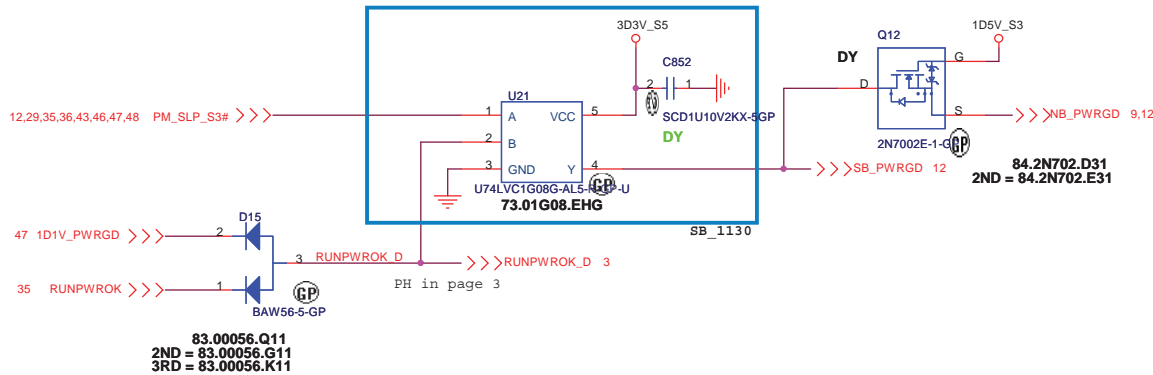 3D3V_S5
1D5V_S3
Q12
DY
G
C852
D
2
1
S
12,29,35,36,43,46,47,48 PM_SLP_S3#
U21
1
A
VCC
5
SCD1U10V2KX-5GP
NB_PWRGD 9,12
2
B
DY
2N7002E-1-G
GP
3
GND
Y
4
SB_PWRGD 12
84.2N702.D31
2ND = 84.2N702.E31
GP
73.01G08.EHG
SB_1130
D15
47 1D1V_PWRGD
2
3
RUNPWROK_D
RUNPWROK_D 3
PH in page 3
35 RUNPWROK
1
GP
BAW56-5-GP
83.00056.Q11
2ND = 83.00056.G11
3RD = 83.00056.K11